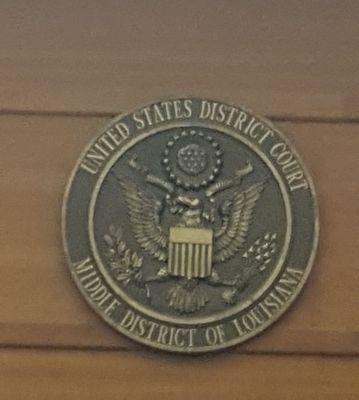 UNITED STATES DISTRICT COURT
MIDDLE DISTRICT OF LOUISIANA